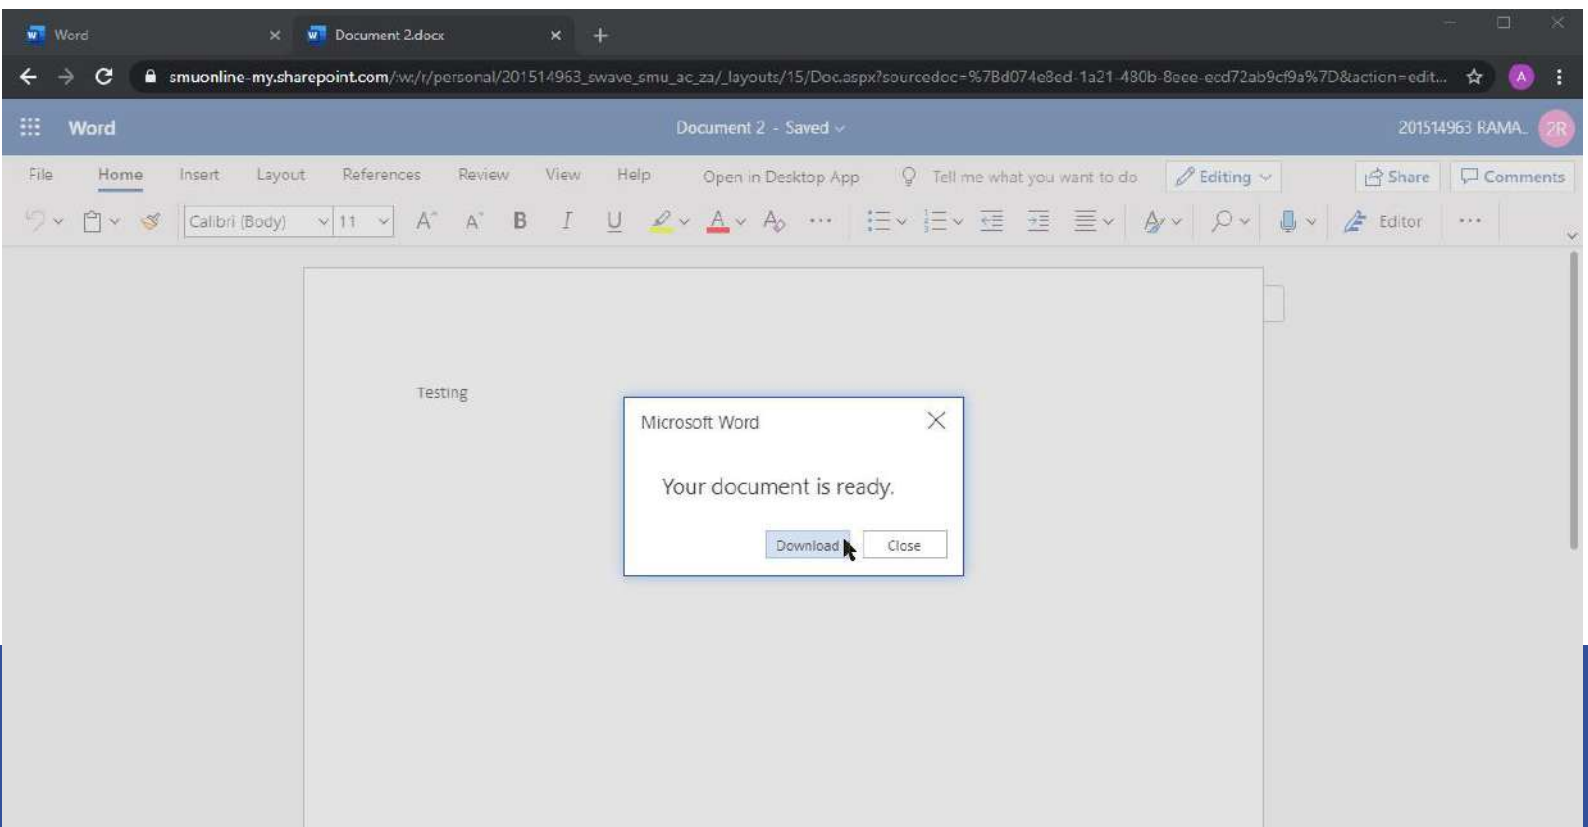 Word
Document 2.docx
smuonline-my.sharepoint.com/:w:/r/personal/201514963_swave_smu_ac_za/_layouts/15/Doc.aspx?sourcedoc=%7Bd074e8ed-1a21-480b-8eee-ecd72ab9cf9a%7D&action=edit...
A
Word
Document 2 - Saved
201514963 RAMA..
2R
File Home Insert Layout References Review View Help Open in Desktop App Tell me what you want to do Editing Share Comments
Calibri (Body) 11 A A B I U A A Editor
Testing
Microsoft Word
Your document is ready.
Download Close